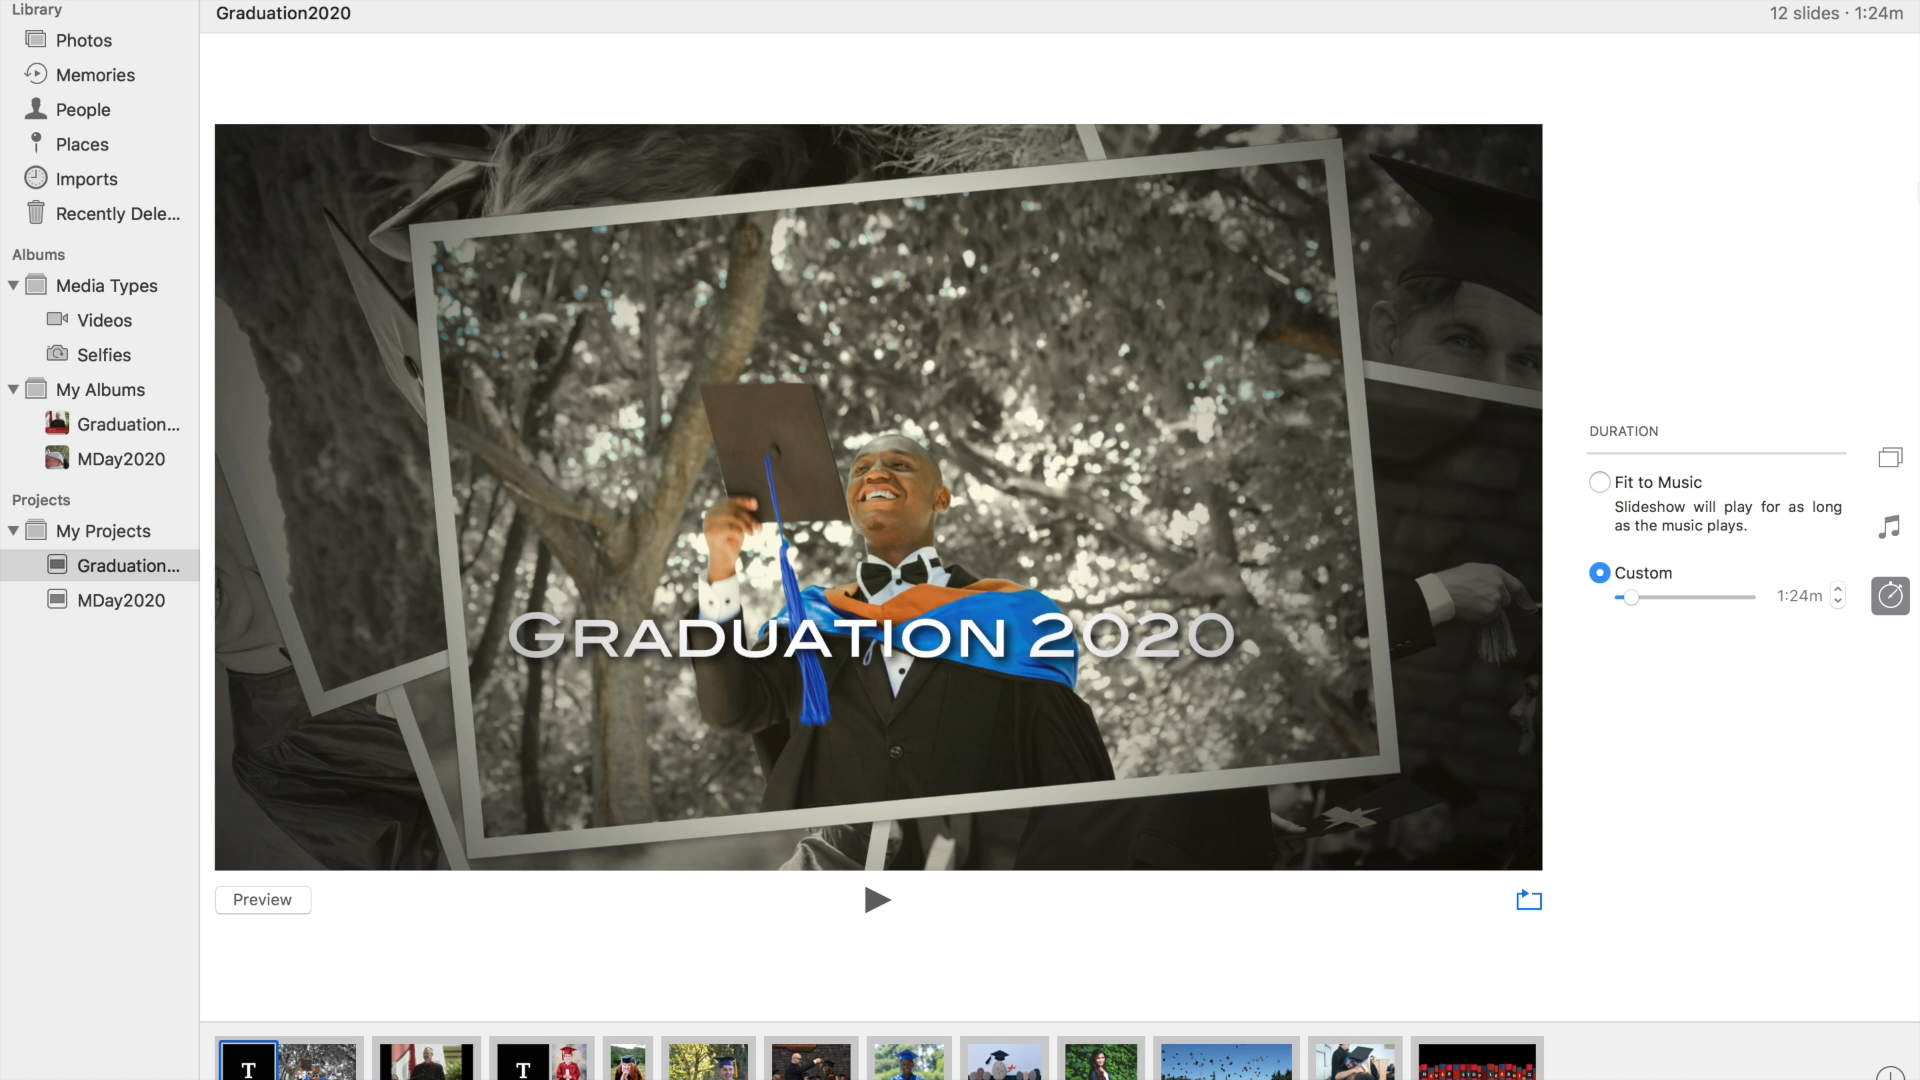 Library
Graduation2020
12 slides · 1:24m
Photos
Memories
People
Places
Imports
Recently Dele...
Albums
Media Types
Videos
Selfies
My Albums
Graduation...
MDay2020
Projects
My Projects
Graduation...
MDay2020
GRADUATION 2020
DURATION
Fit to Music
Slideshow will play for as long
as the music plays.
Custom
1:24m
Preview
T
T